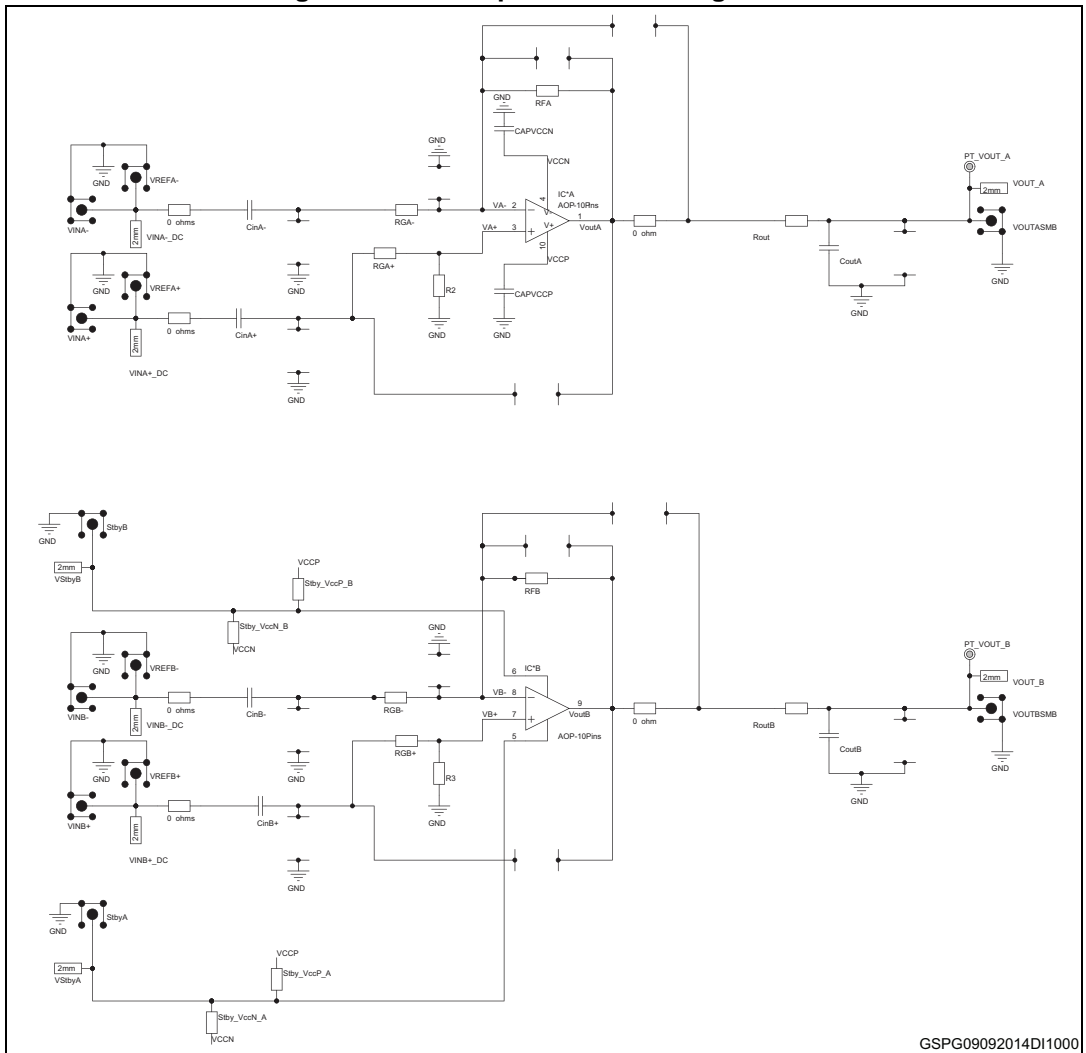 GND
RFA
GND
CAPVCCN
GND
VCCN
PT_VOUT_A
VREFA-
GND
VOUT_A
2mm
IC*A
AOP-10Pins
4
V-
VA- 2
1
VINA-
2mm
VINA-_DC
0 ohms
CinA-
RGA-
VA+ 3
V+
VoutA
0 ohm
Rout
VOUTASMB
10
VCCP
RGA+
CoutA
GND
VREFA+
GND
GND
R2
CAPVCCP
GND
VINA+
2mm
0 ohms
CinA+
GND
GND
VINA+_DC
GND
StbyB
GND
VCCP
2mm
VStbyB
Stby_VccP_B
RFB
Stby_VccN_B
VCCN
GND
PT_VOUT_B
VREFB-
GND
6
IC*B
2mm
VOUT_B
VB- 8
9
VINB-
2mm
VINB-_DC
0 ohms
CinB-
RGB-
VB+
7
VoutB
0 ohm
RoutB
VOUTBSMB
5
AOP-10Pins
RGB+
CoutB
GND
VREFB+
GND
GND
R3
GND
VINB+
2mm
0 ohms
CinB+
GND
VINB+_DC
GND
StbyA
GND
VCCP
2mm
VStbyA
Stby_VccP_A
Stby_VccN_A
VCCN
GSPG09092014DI1000